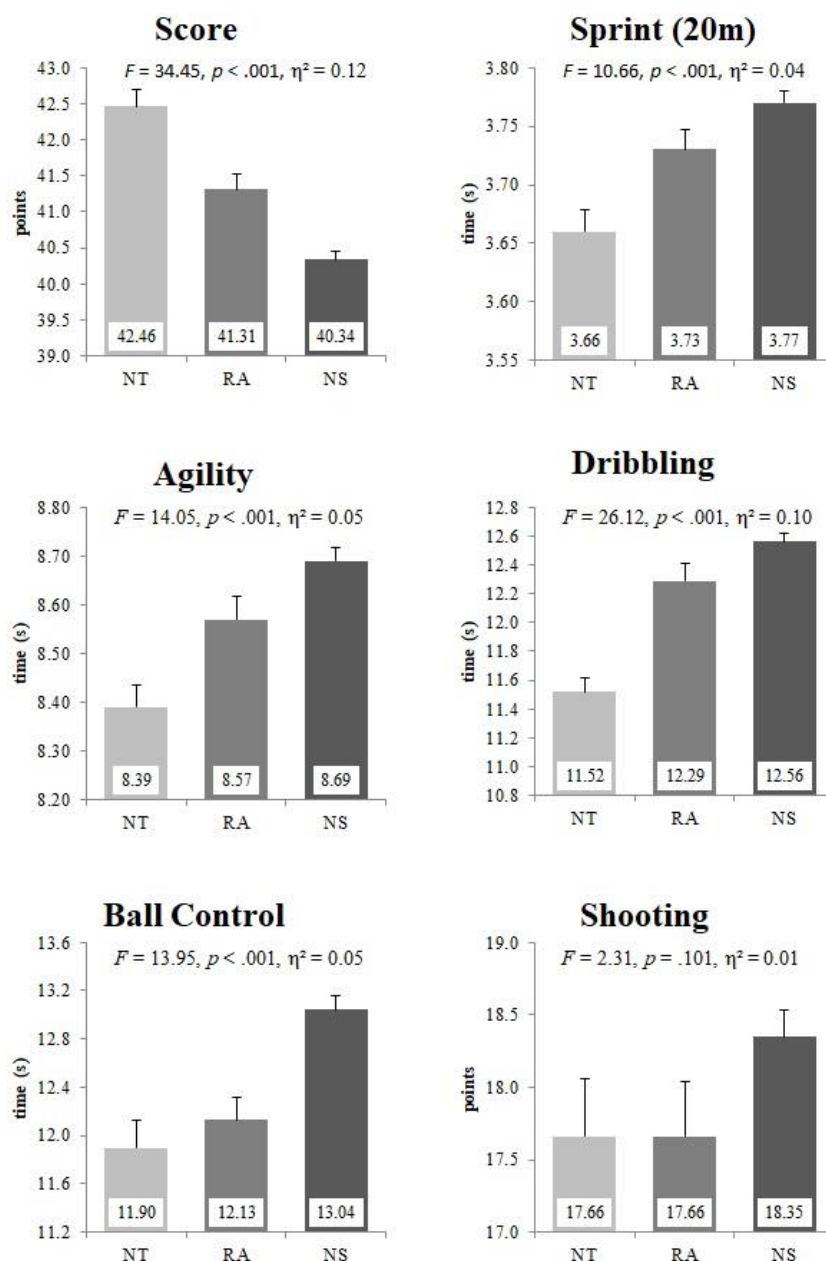 Score
F = 34.45, p < .001, η² = 0.12
43.0
42.5
42.0
41.5
41.0
40.5
40.0
39.5
39.0
points
42.46
41.31
40.34
NT
RA
NS
Sprint (20m)
F = 10.66, p < .001, η² = 0.04
3.80
3.75
3.70
3.65
3.60
3.55
time (s)
3.66
3.73
3.77
NT
RA
NS
Agility
F = 14.05, p < .001, η² = 0.05
8.80
8.70
8.60
8.50
8.40
8.30
8.20
time (s)
8.39
8.57
8.69
NT
RA
NS
Dribbling
F = 26.12, p < .001, η² = 0.10
12.8
12.6
12.4
12.2
12.0
11.8
11.6
11.4
11.2
11.0
10.8
time (s)
11.52
12.29
12.56
NT
RA
NS
Ball Control
F = 13.95, p < .001, η² = 0.05
13.6
13.2
12.8
12.4
12.0
11.6
11.2
time (s)
11.90
12.13
13.04
NT
RA
NS
Shooting
F = 2.31, p = .101, η² = 0.01
19.0
18.5
18.0
17.5
17.0
points
17.66
17.66
18.35
NT
RA
NS